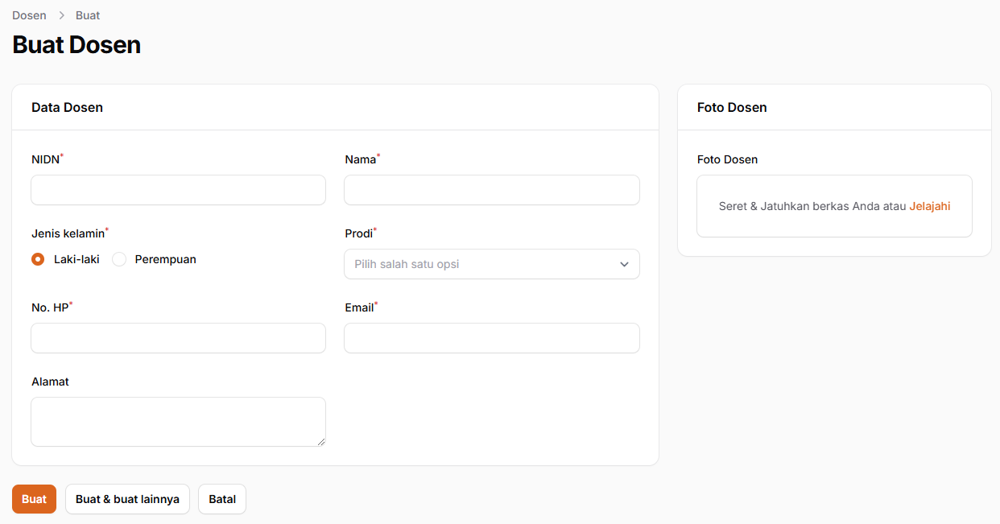 Dosen > Buat
Buat Dosen
Data Dosen
NIDN*
Nama*
Jenis kelamin*
Laki-laki Perempuan
Prodi*
Pilih salah satu opsi
No. HP*
Email*
Alamat
Foto Dosen
Foto Dosen
Seret & Jatuhkan berkas Anda atau Jelajahi
Buat
Buat & buat lainnya
Batal